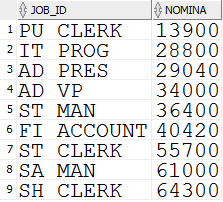 JOB_ID NOMINA
1 PU CLERK 13900
2 IT PROG 28800
3 AD PRES 29040
4 AD VP 34000
5 ST MAN 36400
6 FI ACCOUNT 40420
7 ST CLERK 55700
8 SA MAN 61000
9 SH CLERK 64300